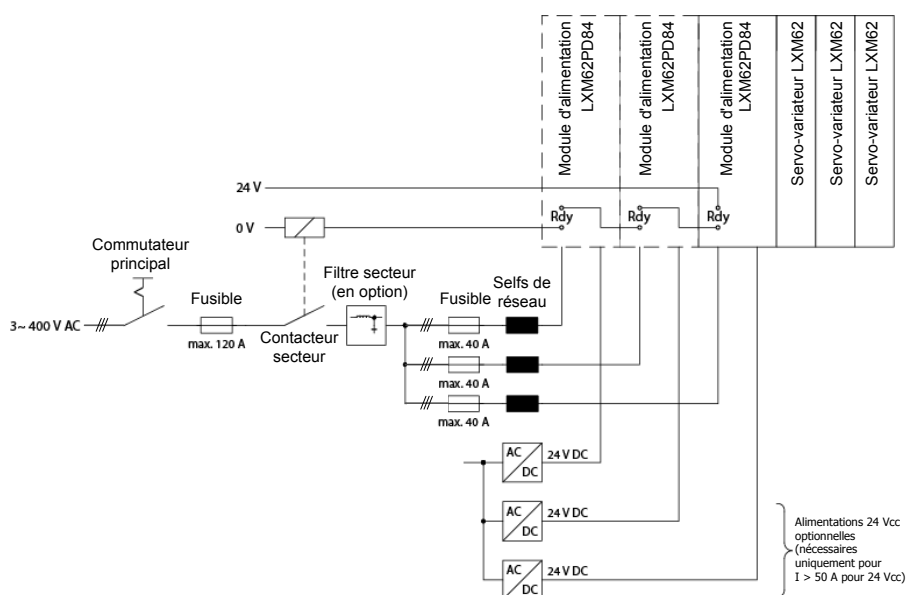 Module d'alimentation
LXM62PD84
Module d'alimentation
LXM62PD84
Module d'alimentation
LXM62PD84
Servo-variateur LXM62
Servo-variateur LXM62
Servo-variateur LXM62
24 V
0 V
Rdy
Rdy
Rdy
Commutateur
principal
Fusible
Filtre secteur
(en option)
Fusible
Selfs de
réseau
3~ 400 V AC
max. 120 A
Contacteur
secteur
max. 40 A
max. 40 A
max. 40 A
AC
DC
24 V DC
AC
DC
24 V DC
AC
DC
24 V DC
Alimentations 24 Vcc
optionnelles
(nécessaires
uniquement pour
I > 50 A pour 24 Vcc)